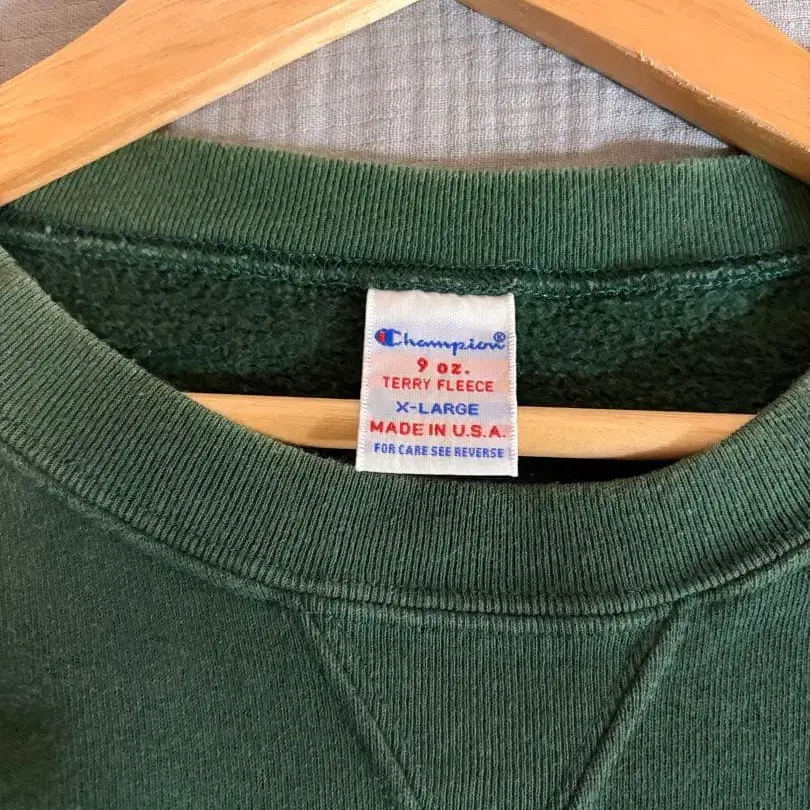 Champion®
9 oz.
TERRY FLEECE
X-LARGE
MADE IN U.S.A.
FOR CARE SEE REVERSE